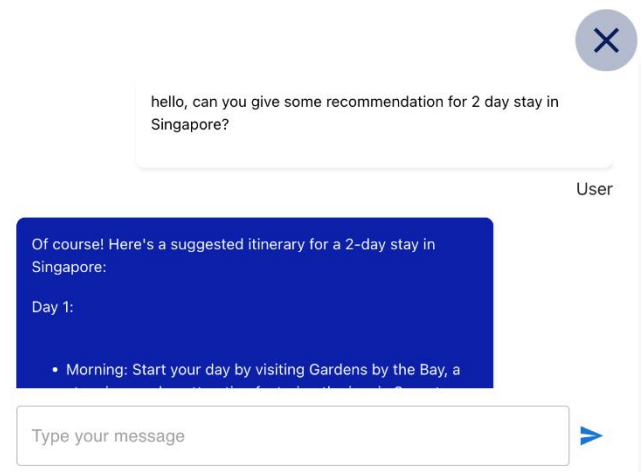 hello, can you give some recommendation for 2 day stay in
Singapore?
User
Of course! Here's a suggested itinerary for a 2-day stay in
Singapore:
Day 1:
• Morning: Start your day by visiting Gardens by the Bay, a
Type your message